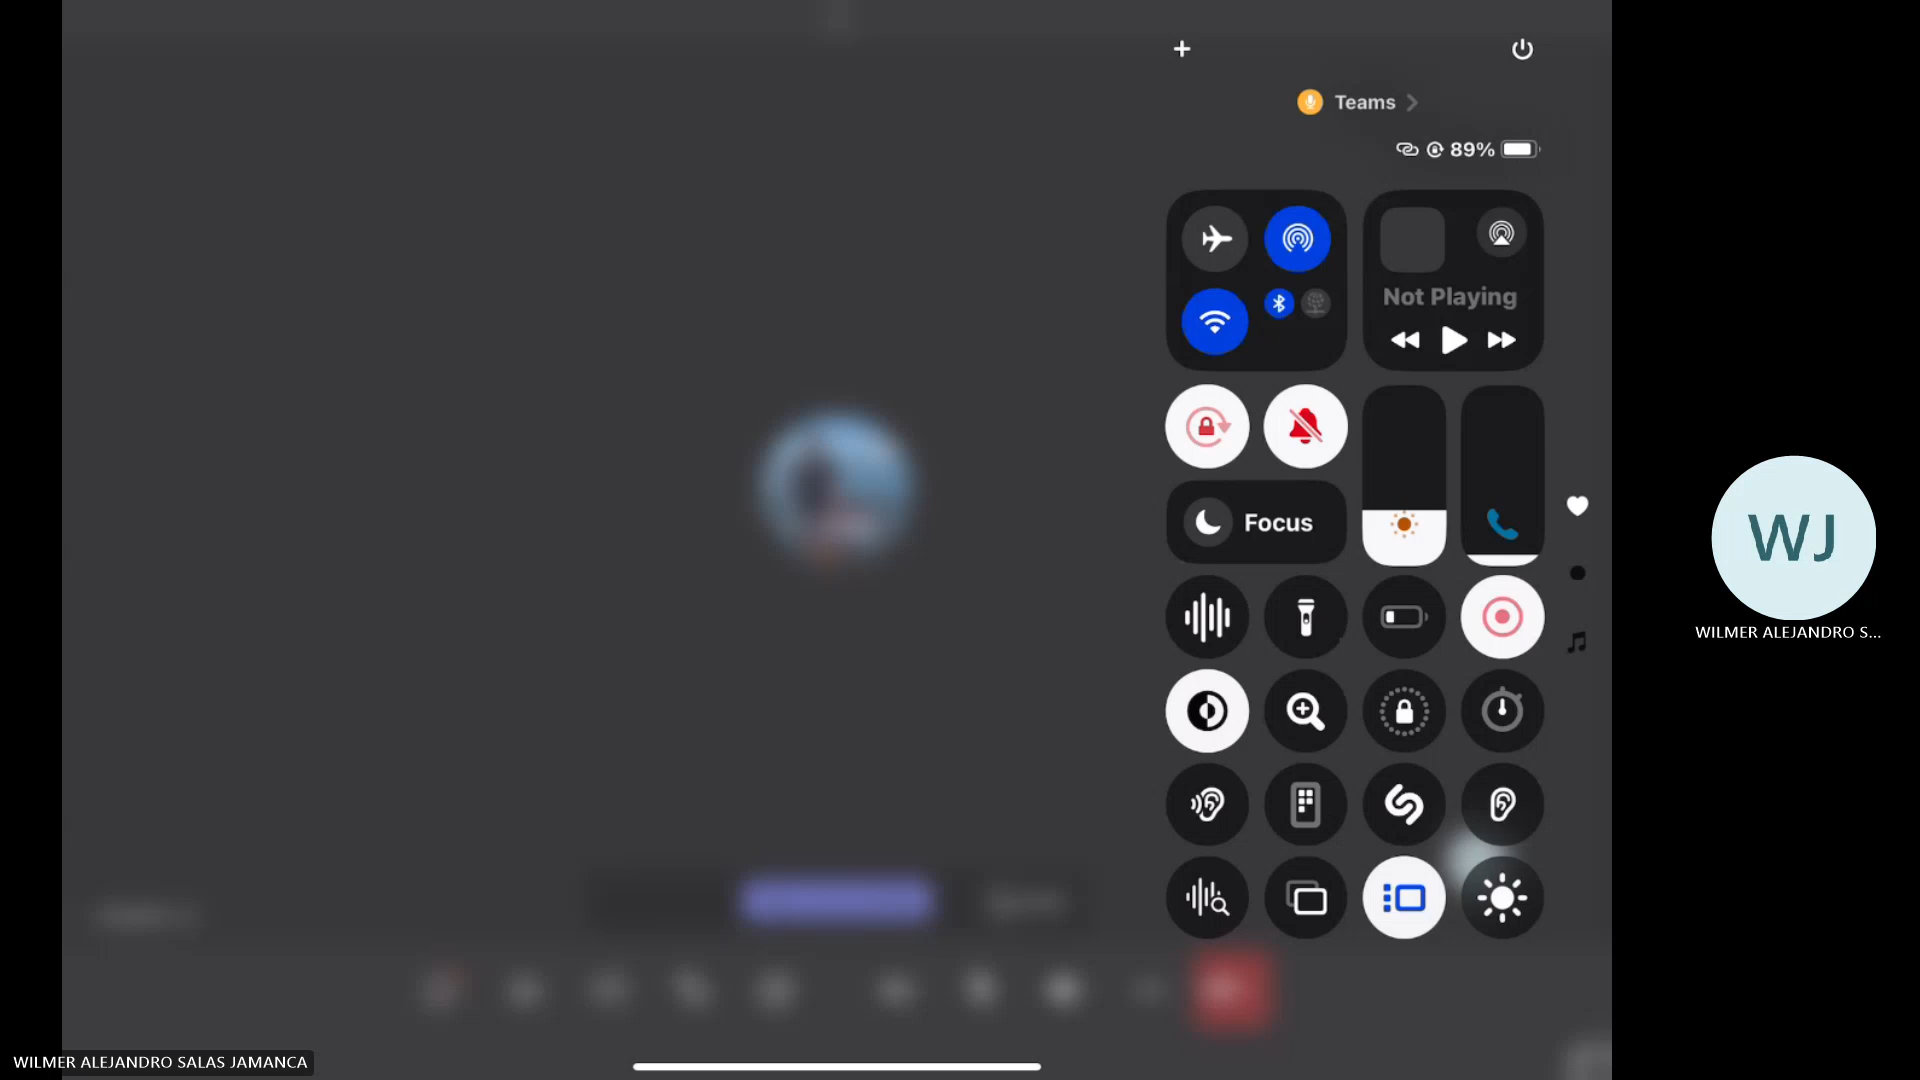 Teams
89%
Not Playing
Focus
WJ
WILMER ALEJANDRO S...
WILMER ALEJANDRO SALAS JAMANCA